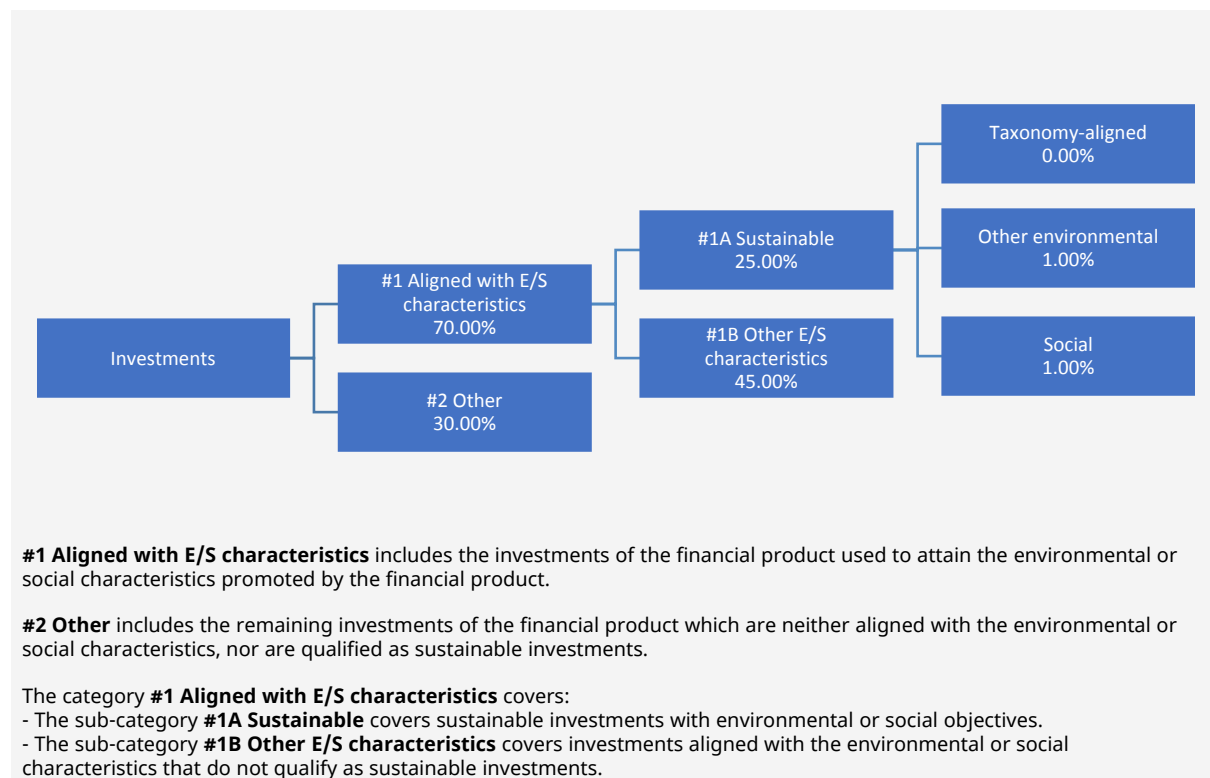 Investments
#1 Aligned with E/S
characteristics
70.00%
#2 Other
30.00%
#1A Sustainable
25.00%
#1B Other E/S
characteristics
45.00%
Taxonomy-aligned
0.00%
Other environmental
1.00%
Social
1.00%
#1 Aligned with E/S characteristics includes the investments of the financial product used to attain the environmental or
social characteristics promoted by the financial product.
#2 Other includes the remaining investments of the financial product which are neither aligned with the environmental or
social characteristics, nor are qualified as sustainable investments.
The category #1 Aligned with E/S characteristics covers:
- The sub-category #1A Sustainable covers sustainable investments with environmental or social objectives.
- The sub-category #1B Other E/S characteristics covers investments aligned with the environmental or social
characteristics that do not qualify as sustainable investments.